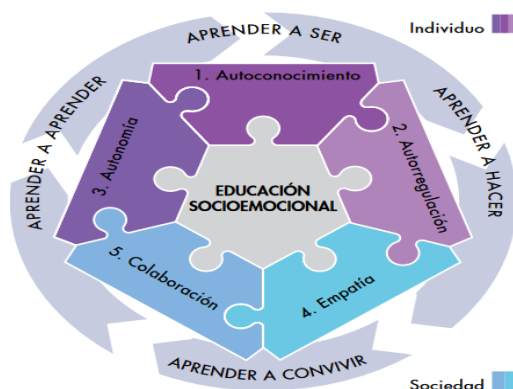 APRENDER A SER
Individuo
1. Autoconocimiento
APRENDER A APRENDER
APRENDER A HACER
2. Autorregulación
3. Autonomía
EDUCACIÓN
SOCIOEMOCIONAL
5. Colaboración
4. Empatía
APRENDER A CONVIVIR
Sociedad